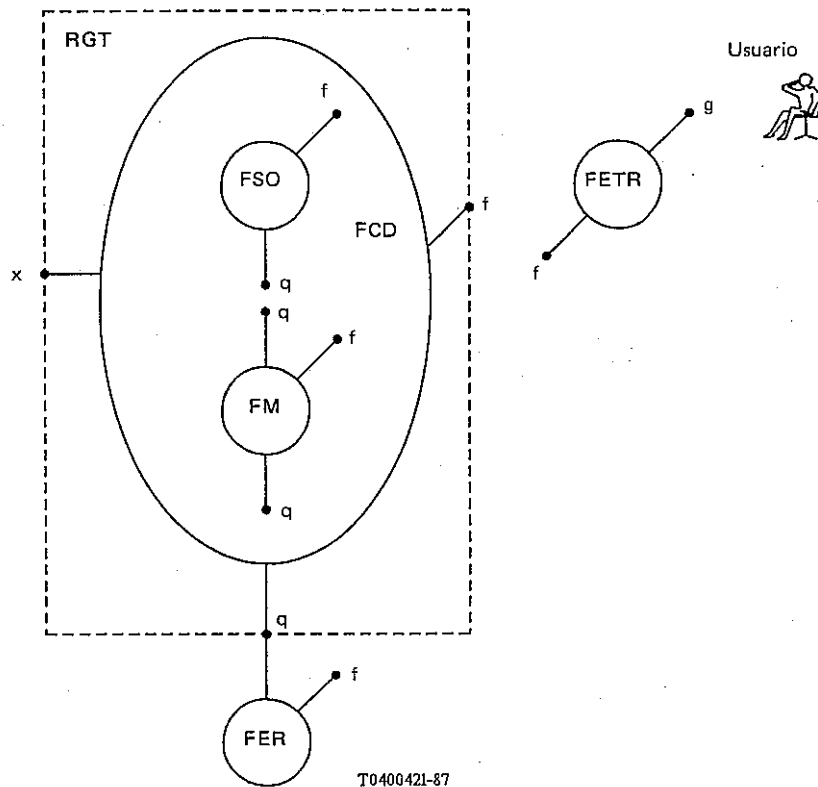 RGT
Usuario
f
g
FSO
FETR
f
FCD
f
x
q
q
f
FM
q
q
f
FER
T0400421-87